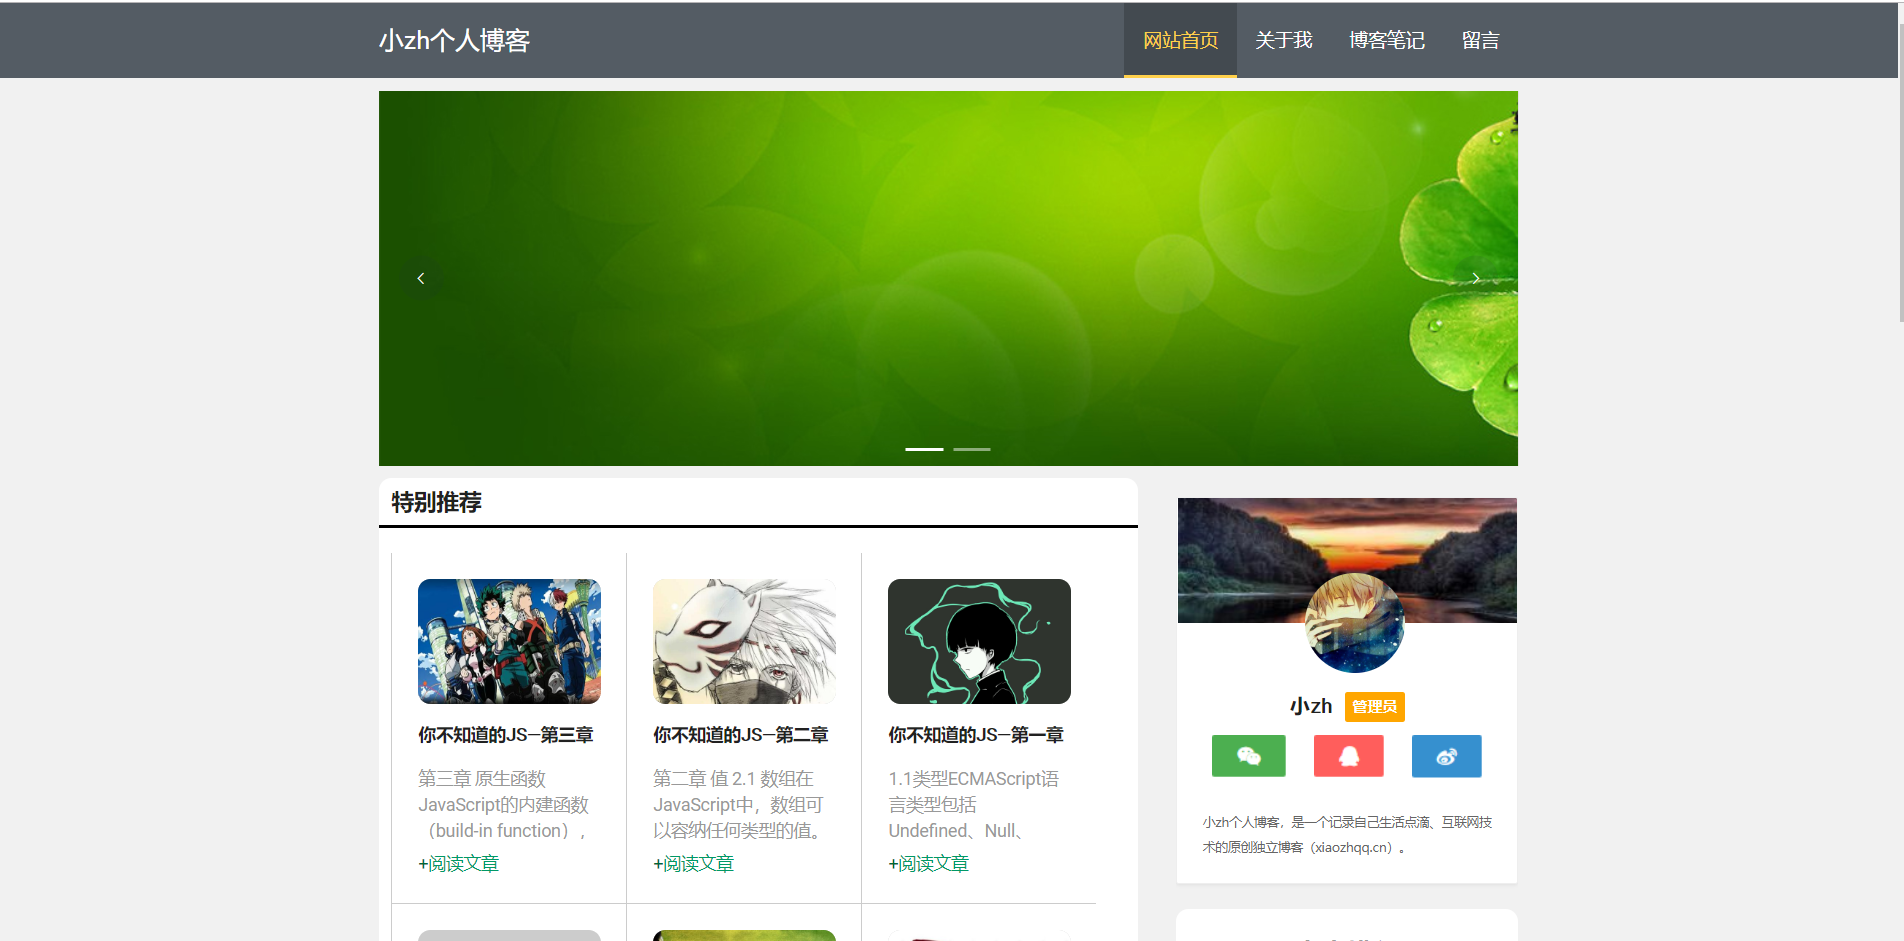 小zh个人博客
网站首页
关于我
博客笔记
留言
特别推荐
你不知道的JS—第三章
第三章 原生函数
JavaScript的内建函数
（build-in function），
+阅读文章
你不知道的JS—第二章
第二章 值 2.1 数组在
JavaScript中，数组可
以容纳任何类型的值。
+阅读文章
你不知道的JS—第一章
1.1类型ECMAScript语
言类型包括
Undefined、Null、
+阅读文章
小zh 管理员
小zh个人博客，是一个记录自己生活点滴、互联网技
术的原创独立博客（xiaozhqq.cn）。